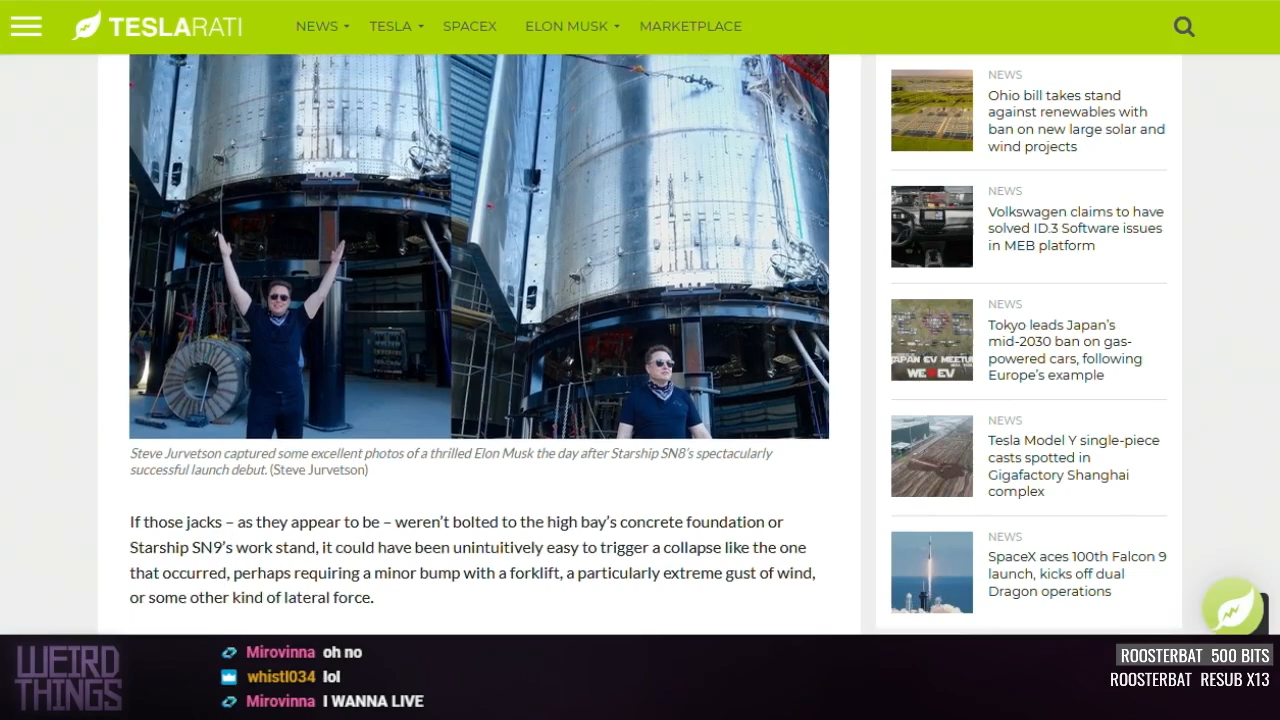 TESLARATI
NEWS
TESLA
SPACEX
ELON MUSK
MARKETPLACE
Steve Jurvetson captured some excellent photos of a thrilled Elon Musk the day after Starship SN8's spectacularly
successful launch debut. (Steve Jurvetson)
If those jacks – as they appear to be – weren't bolted to the high bay's concrete foundation or
Starship SN9's work stand, it could have been unintuitively easy to trigger a collapse like the one
that occurred, perhaps requiring a minor bump with a forklift, a particularly extreme gust of wind,
or some other kind of lateral force.
NEWS
Ohio bill takes stand
against renewables with
ban on new large solar and
wind projects
NEWS
Volkswagen claims to have
solved ID.3 Software issues
in MEB platform
NEWS
Tokyo leads Japan's
mid-2030 ban on gas-
powered cars, following
Europe's example
JAPAN EV MEETUP
WE EV
NEWS
Tesla Model Y single-piece
casts spotted in
Gigafactory Shanghai
complex
NEWS
SpaceX aces 100th Falcon 9
launch, kicks off dual
Dragon operations
WEIRD
THINGS
Mirovinna oh no
whistl034 lol
Mirovinna I WANNA LIVE
ROOSTERBAT 500 BITS
ROOSTERBAT RESUB X13